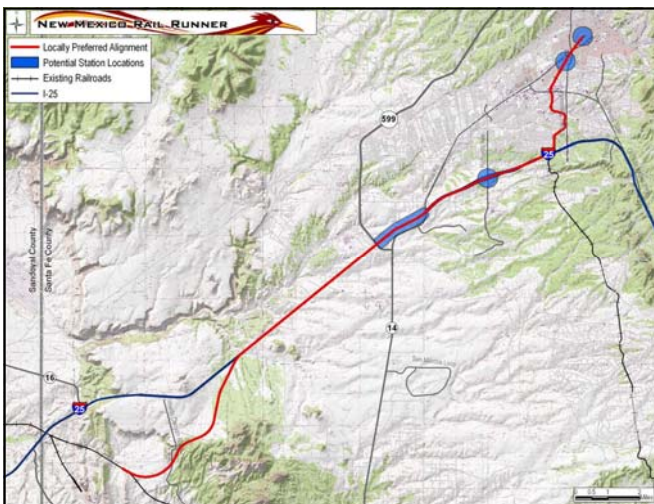 NEW MEXICO RAIL RUNNER
Locally Preferred Alignment
Potential Station Locations
Existing Railroads
I-25
599
25
Sandoval County
Santa Fe County
14
16
25